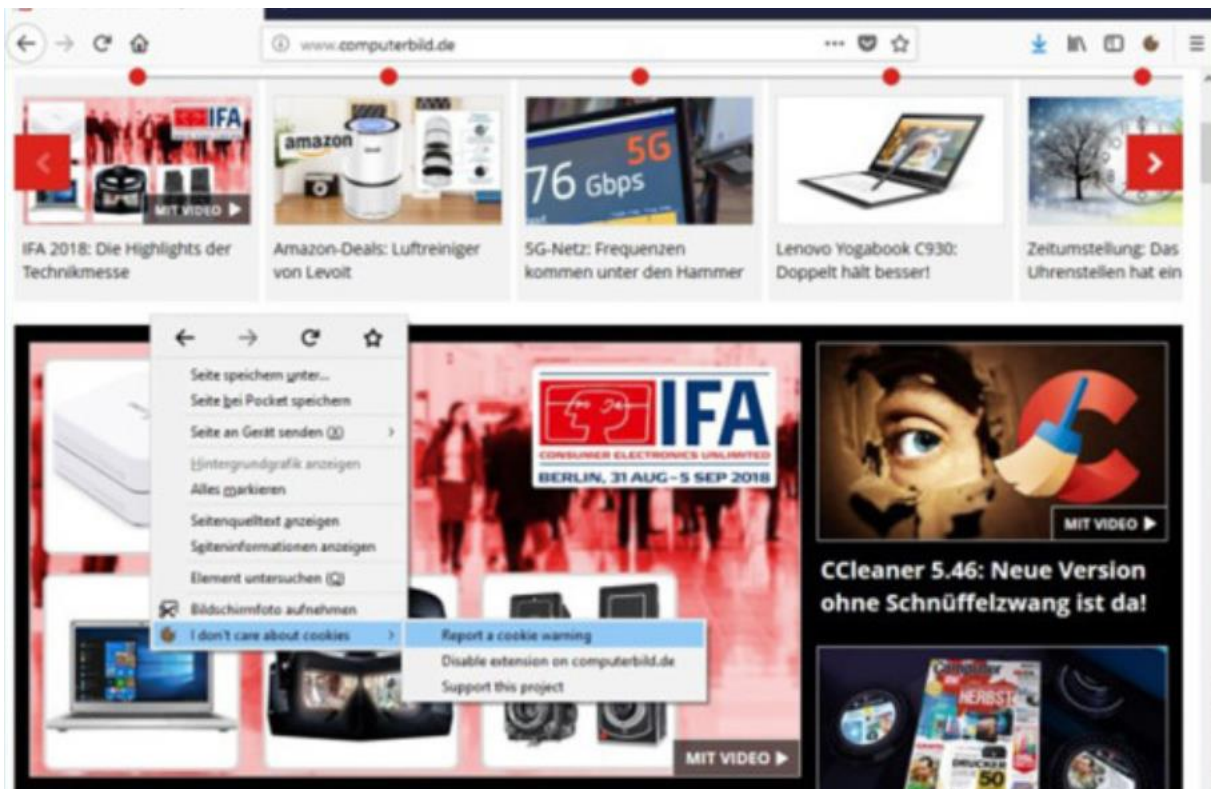 www.computerbild.de
IFA
MIT VIDEO
IFA 2018: Die Highlights der
Technikmesse
amazon
Amazon-Deals: Luftreiniger
von Levoit
5G
76 Gbps
5G-Netz: Frequenzen
kommen unter den Hammer
Lenovo Yogabook C930:
Doppelt hält besser!
Zeitumstellung: Das
Uhrenstellen hat ein
Seite speichern unter...
Seite bei Pocket speichern
Seite an Gerät senden (X)
Hintergrundgrafik anzeigen
Alles markieren
Seitenquelltext anzeigen
Seiteninformationen anzeigen
Element untersuchen (Q)
Bildschirmfoto aufnehmen
I don't care about cookies
Report a cookie warning
Disable extension on computerbild.de
Support this project
IFA
CONSUMER ELECTRONICS UNLIMITED
BERLIN, 31 AUG - 5 SEP 2018
MIT VIDEO
MIT VIDEO
CCleaner 5.46: Neue Version
ohne Schnüffelzwang ist da!
Computer
HERBST
DRUCKER
50